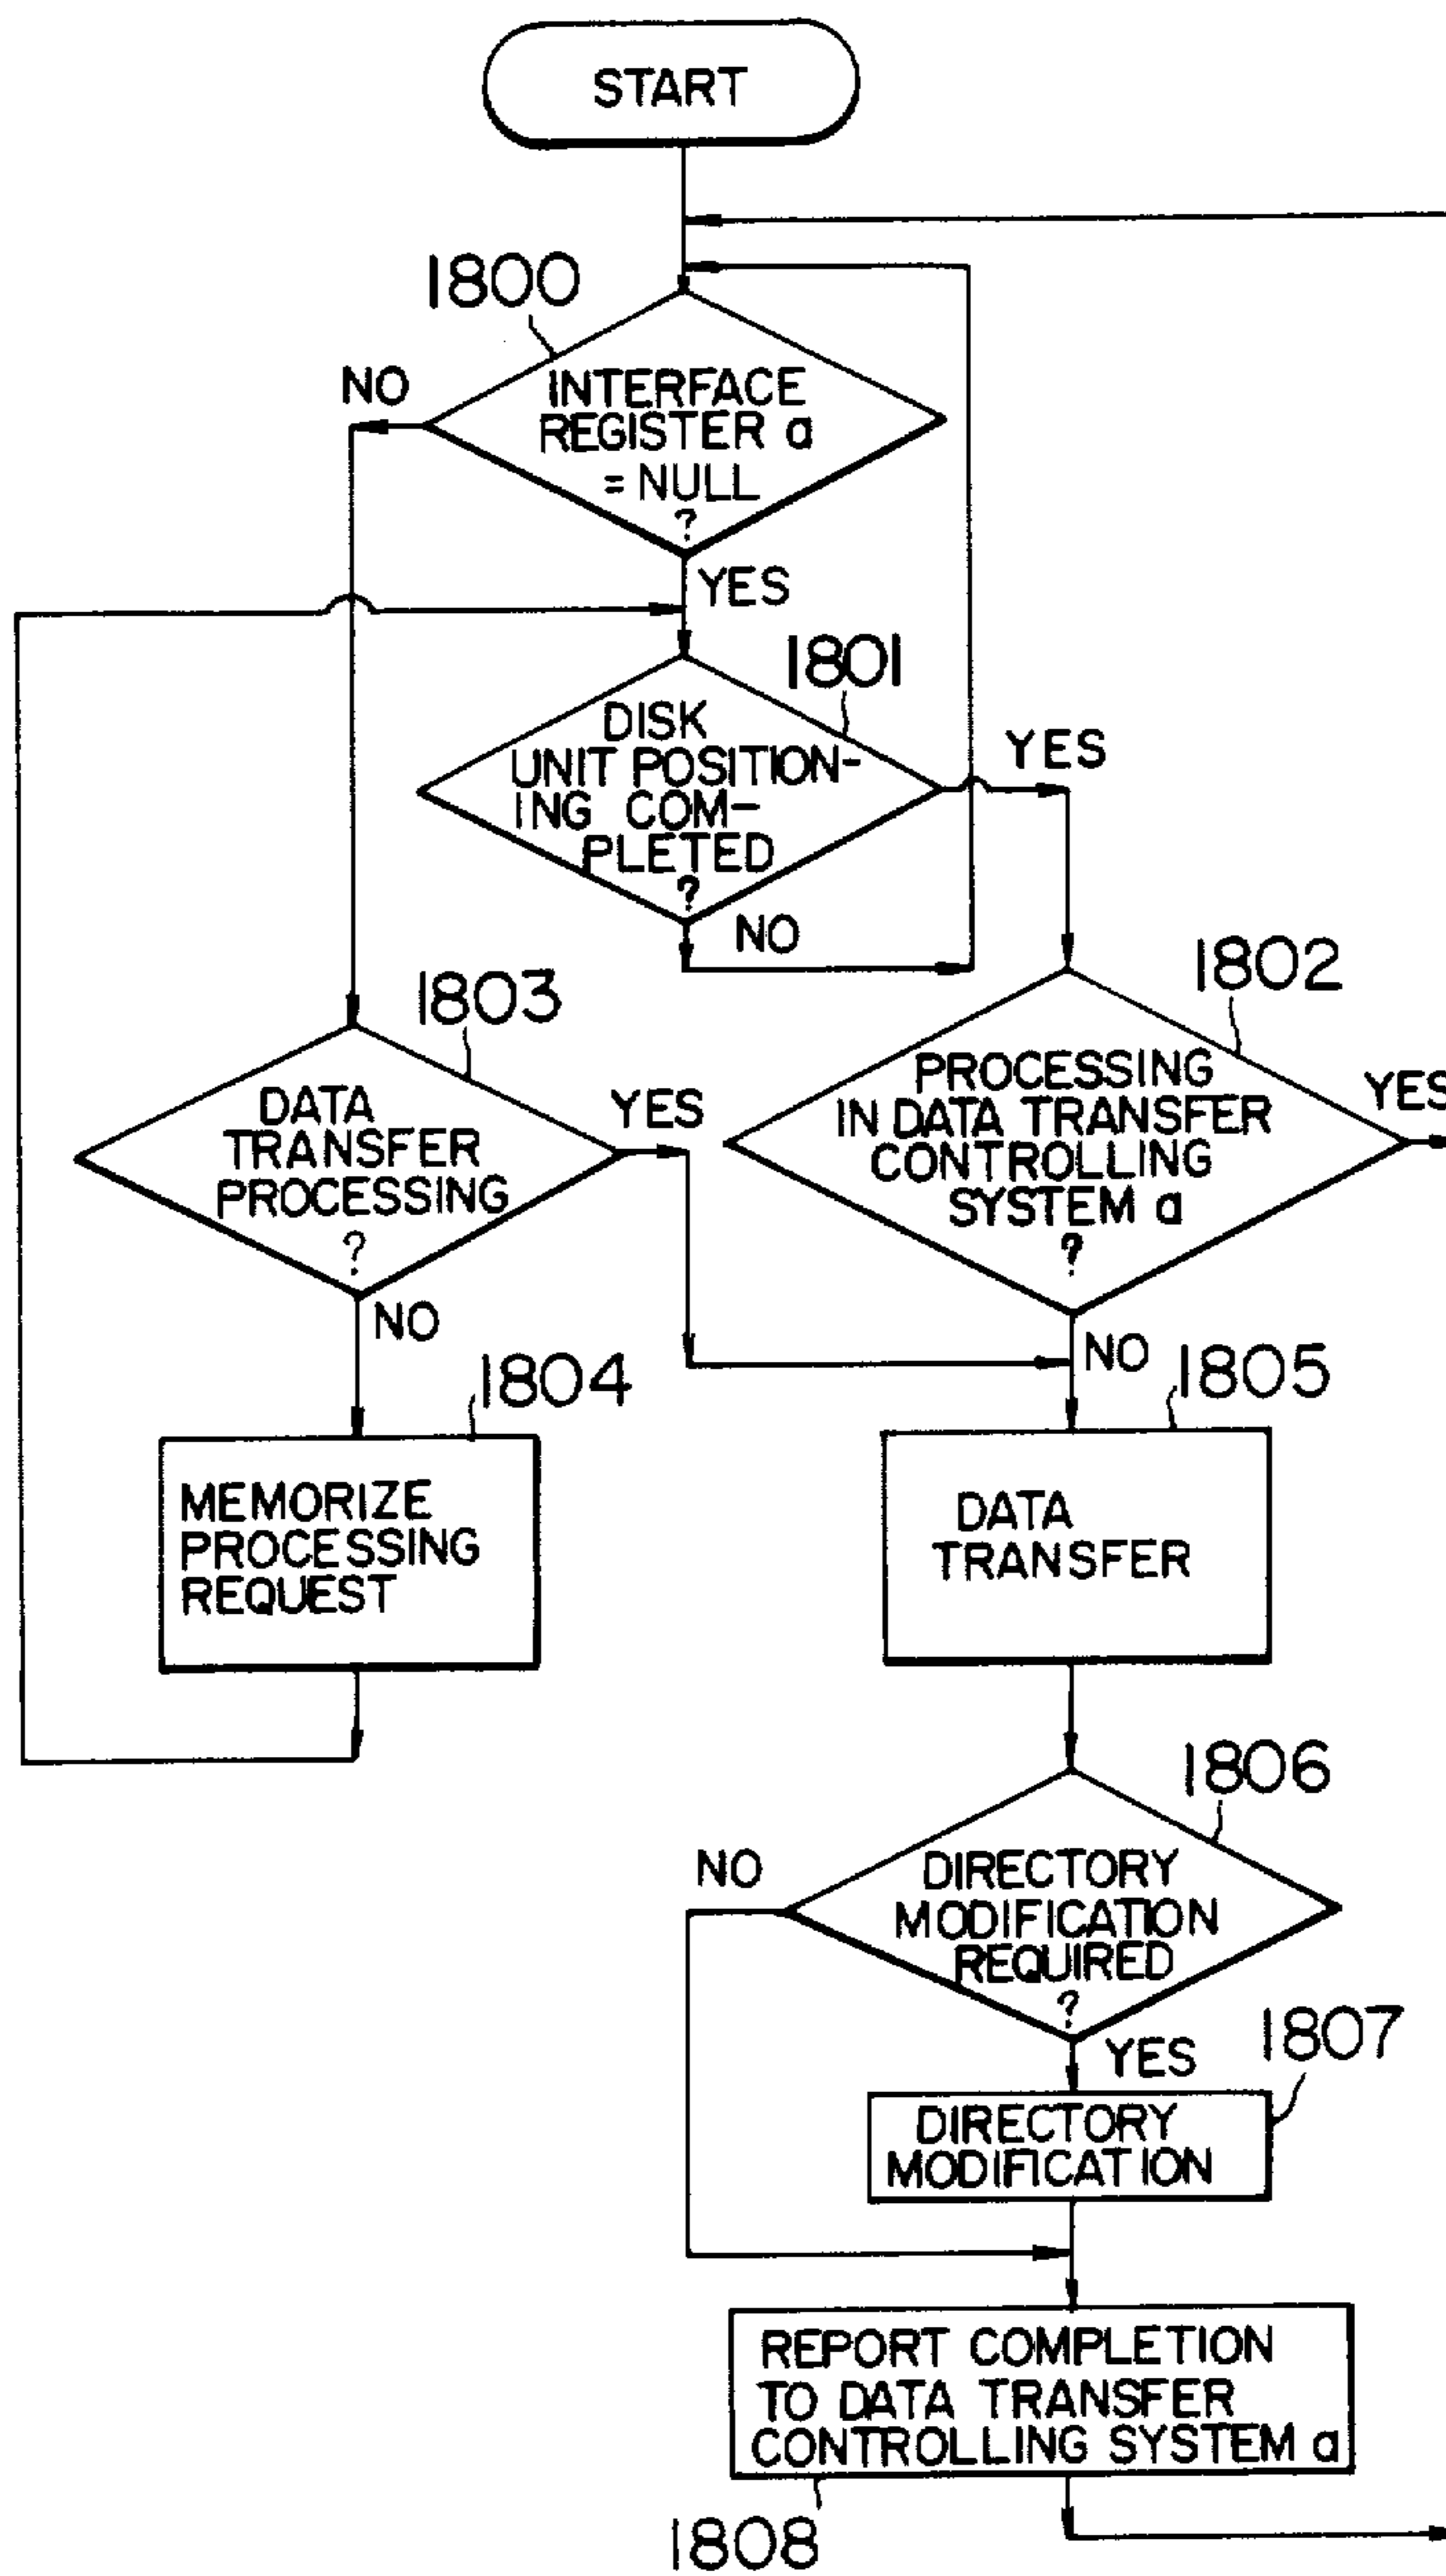 START
1800
NO
INTERFACE
REGISTER a
= NULL
?
YES
1801
DISK
UNIT POSITION-
ING COM-
PLETED
?
YES
NO
1802
PROCESSING
IN DATA TRANSFER
CONTROLLING
SYSTEM a
?
YES
NO
1803
DATA
TRANSFER
PROCESSING
?
YES
NO
1804
MEMORIZE
PROCESSING
REQUEST
1805
DATA
TRANSFER
1806
NO
DIRECTORY
MODIFICATION
REQUIRED
?
YES
1807
DIRECTORY
MODIFICATION
REPORT COMPLETION
TO DATA TRANSFER
CONTROLLING SYSTEM a
1808